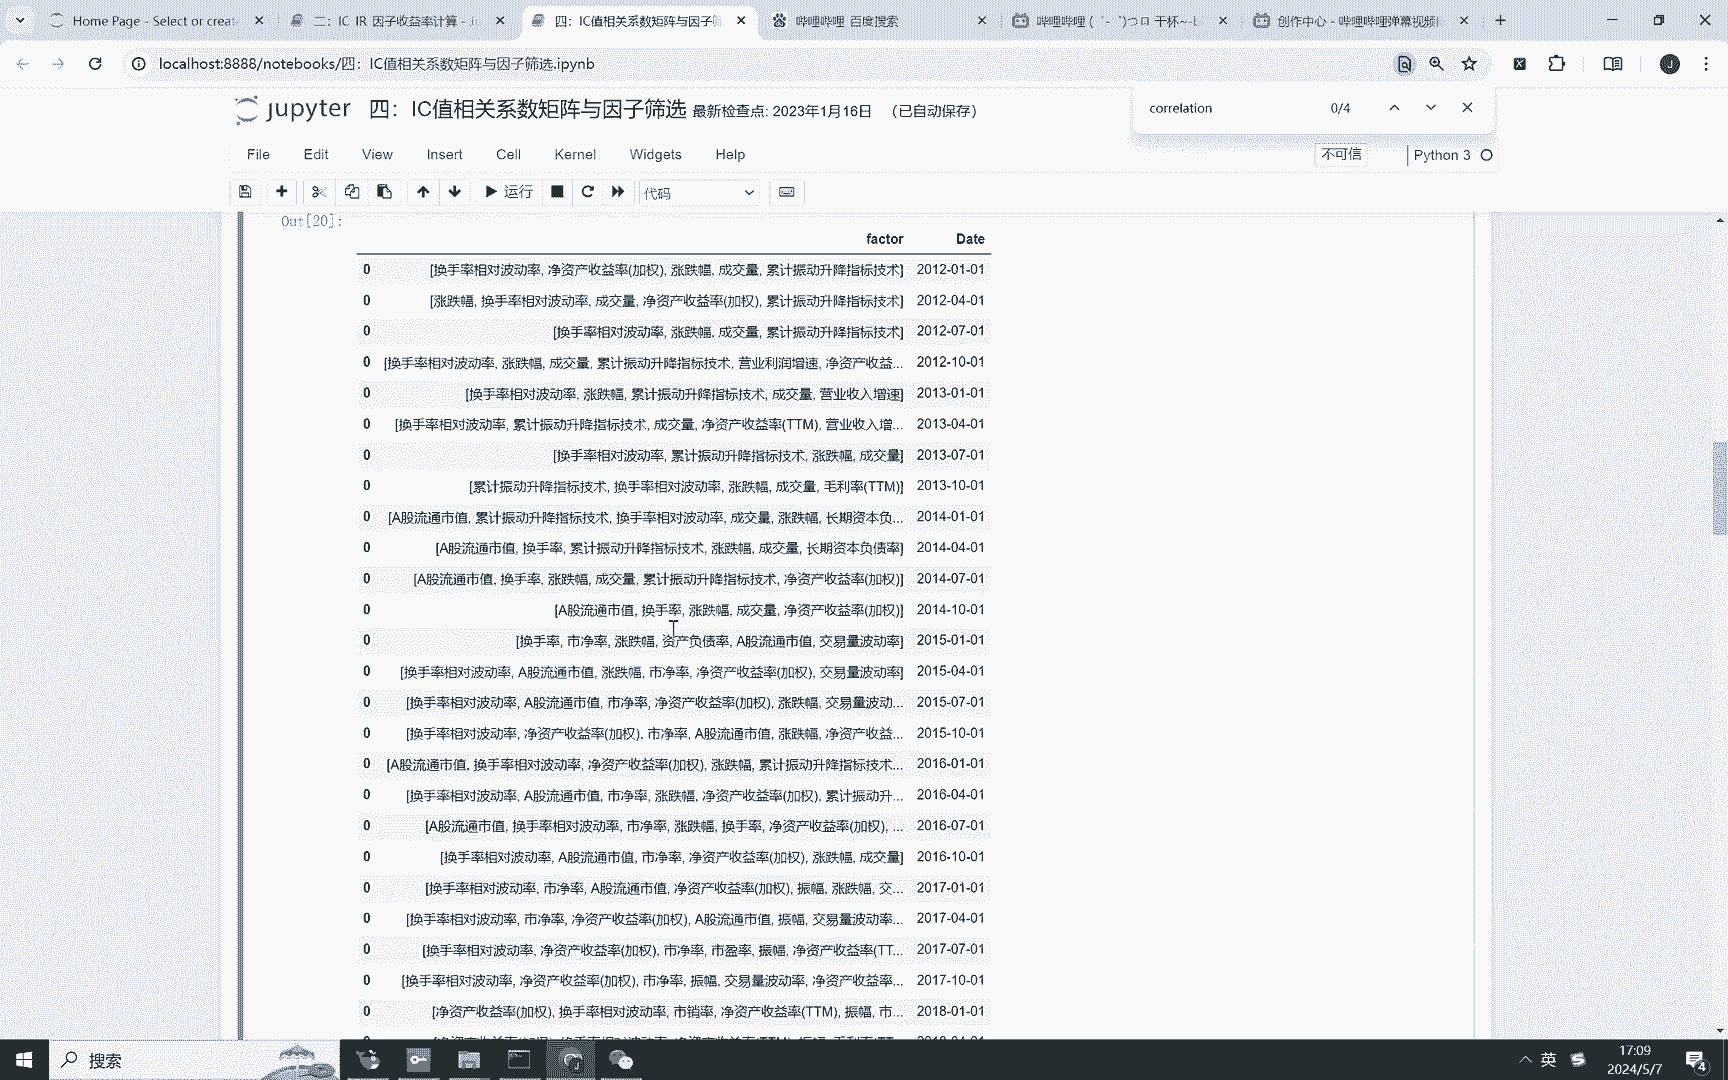 Home Page - Select or create
二：IC IR 因子收益率计算 - Ju
四：IC值相关系数矩阵与因子筛
哔哩哔哩_百度搜索
哔哩哔哩 (゜-゜)つロ 干杯~-b
创作中心 - 哔哩哔哩弹幕视频
localhost:8888/notebooks/四：IC值相关系数矩阵与因子筛选.ipynb
J
correlation 0/4
jupyter 四：IC值相关系数矩阵与因子筛选 最新检查点: 2023年1月16日 (已自动保存)
File Edit View Insert Cell Kernel Widgets Help 不可信 Python 3
运行 代码
Out[20]:
factor Date
0 [换手率相对波动率, 净资产收益率(加权), 涨跌幅, 成交量, 累计振动升降指标技术] 2012-01-01
0 [涨跌幅, 换手率相对波动率, 成交量, 净资产收益率(加权), 累计振动升降指标技术] 2012-04-01
0 [换手率相对波动率, 涨跌幅, 成交量, 累计振动升降指标技术] 2012-07-01
0 [换手率相对波动率, 涨跌幅, 成交量, 累计振动升降指标技术, 营业利润增速, 净资产收益... 2012-10-01
0 [换手率相对波动率, 涨跌幅, 累计振动升降指标技术, 成交量, 营业收入增速] 2013-01-01
0 [换手率相对波动率, 累计振动升降指标技术, 成交量, 净资产收益率(TTM), 营业收入增... 2013-04-01
0 [换手率相对波动率, 累计振动升降指标技术, 涨跌幅, 成交量] 2013-07-01
0 [累计振动升降指标技术, 换手率相对波动率, 涨跌幅, 成交量, 毛利率(TTM)] 2013-10-01
0 [A股流通市值, 累计振动升降指标技术, 换手率相对波动率, 成交量, 涨跌幅, 长期资本负... 2014-01-01
0 [A股流通市值, 换手率, 累计振动升降指标技术, 涨跌幅, 成交量, 长期资本负债率] 2014-04-01
0 [A股流通市值, 换手率, 涨跌幅, 成交量, 累计振动升降指标技术, 净资产收益率(加权)] 2014-07-01
0 [A股流通市值, 换手率, 涨跌幅, 成交量, 净资产收益率(加权)] 2014-10-01
0 [换手率, 市净率, 涨跌幅, 资产负债率, A股流通市值, 交易量波动率] 2015-01-01
0 [换手率相对波动率, A股流通市值, 涨跌幅, 市净率, 净资产收益率(加权), 交易量波动率] 2015-04-01
0 [换手率相对波动率, A股流通市值, 市净率, 净资产收益率(加权), 涨跌幅, 交易量波动... 2015-07-01
0 [换手率相对波动率, 净资产收益率(加权), 市净率, A股流通市值, 涨跌幅, 净资产收益... 2015-10-01
0 [A股流通市值, 换手率相对波动率, 净资产收益率(加权), 涨跌幅, 累计振动升降指标技术... 2016-01-01
0 [换手率相对波动率, A股流通市值, 市净率, 涨跌幅, 净资产收益率(加权), 累计振动升... 2016-04-01
0 [A股流通市值, 换手率相对波动率, 市净率, 涨跌幅, 换手率, 净资产收益率(加权), ... 2016-07-01
0 [换手率相对波动率, A股流通市值, 市净率, 净资产收益率(加权), 涨跌幅, 成交量] 2016-10-01
0 [换手率相对波动率, 市净率, A股流通市值, 净资产收益率(加权), 振幅, 涨跌幅, 交... 2017-01-01
0 [换手率相对波动率, 市净率, 净资产收益率(加权), A股流通市值, 振幅, 交易量波动率... 2017-04-01
0 [换手率相对波动率, 净资产收益率(加权), 市净率, 市盈率, 振幅, 净资产收益率(TT... 2017-07-01
0 [换手率相对波动率, 净资产收益率(加权), 市净率, 振幅, 交易量波动率, 净资产收益率... 2017-10-01
0 [净资产收益率(加权), 换手率相对波动率, 市销率, 净资产收益率(TTM), 振幅, 市... 2018-01-01
搜索 英 17:09
2024/5/7 4